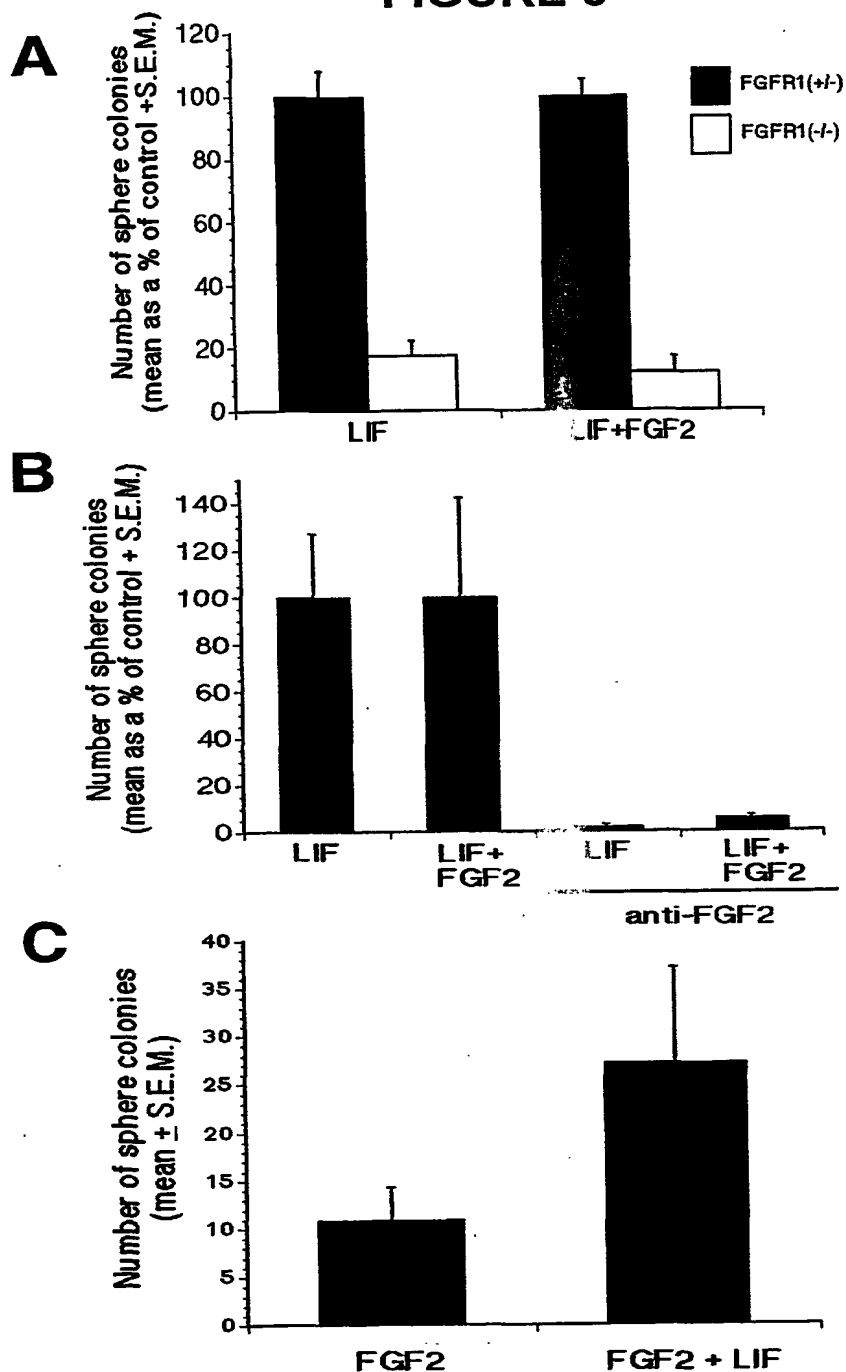 A
120
100
80
60
40
20
0
Number of sphere colonies
(mean as a % of control +S.E.M.)
FGFR1(+/-)
FGFR1(-/-)
LIF
LIF+FGF2
B
140
120
100
80
60
40
20
0
Number of sphere colonies
(mean as a % of control + S.E.M.)
LIF
LIF+
FGF2
LIF
LIF+
FGF2
anti-FGF2
C
40
35
30
25
20
15
10
5
0
Number of sphere colonies
(mean ± S.E.M.)
FGF2
FGF2 + LIF